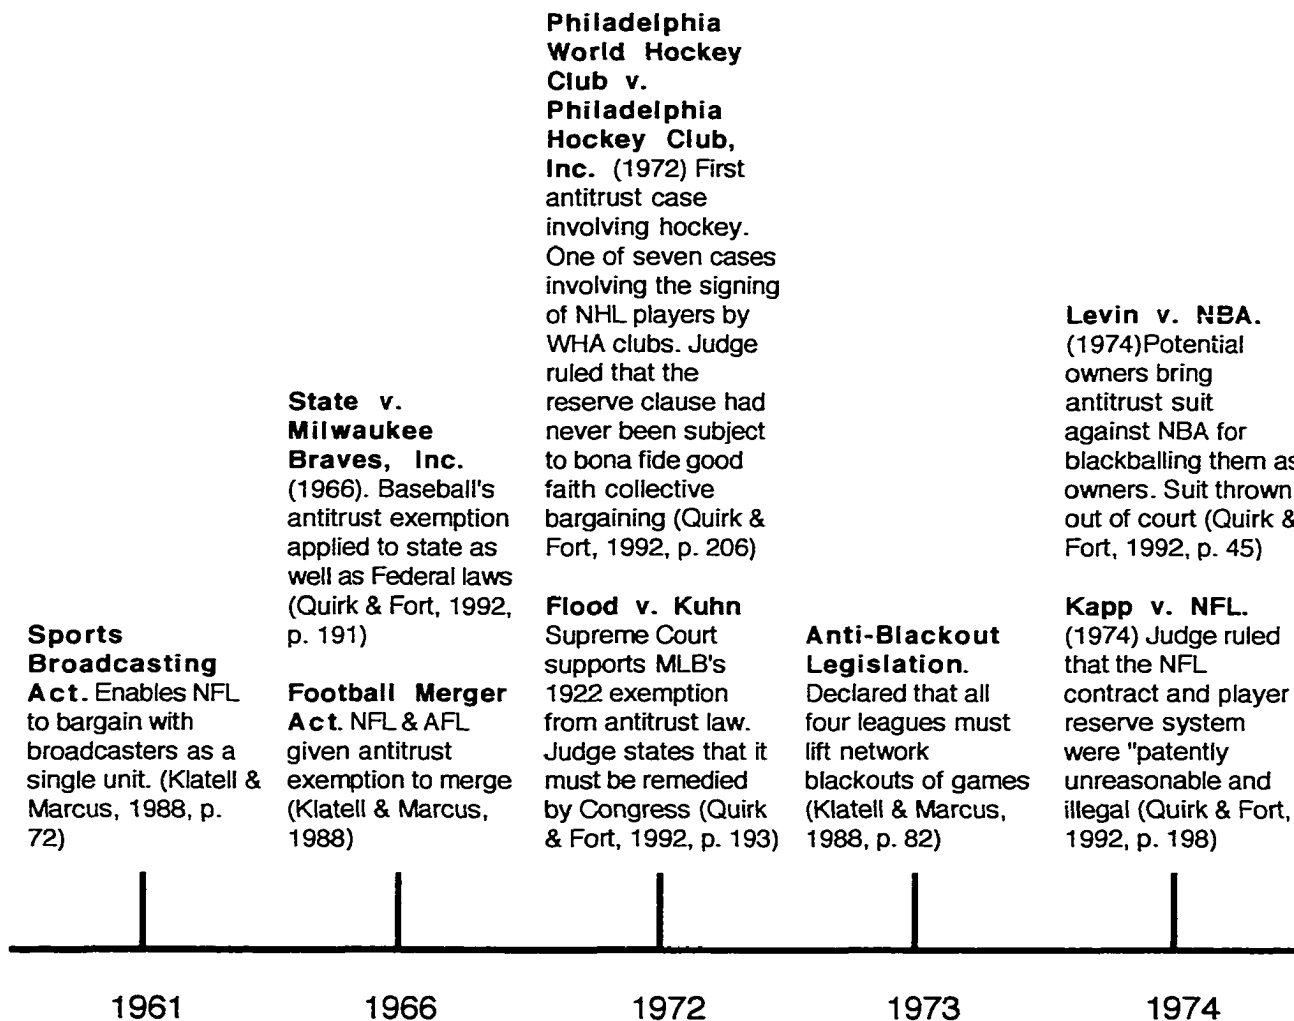 Sports
Broadcasting
Act. Enables NFL
to bargain with
broadcasters as a
single unit. (Klatell &
Marcus, 1988, p.
72)
State v.
Milwaukee
Braves, Inc.
(1966). Baseball's
antitrust exemption
applied to state as
well as Federal laws
(Quirk & Fort, 1992,
p. 191)
Football Merger
Act. NFL & AFL
given antitrust
exemption to merge
(Klatell & Marcus,
1988)
Philadelphia
World Hockey
Club v.
Philadelphia
Hockey Club,
Inc. (1972) First
antitrust case
involving hockey.
One of seven cases
involving the signing
of NHL players by
WHA clubs. Judge
ruled that the
reserve clause had
never been subject
to bona fide good
faith collective
bargaining (Quirk &
Fort, 1992, p. 206)
Flood v. Kuhn
Supreme Court
supports MLB's
1922 exemption
from antitrust law.
Judge states that it
must be remedied
by Congress (Quirk
& Fort, 1992, p. 193)
Anti-Blackout
Legislation.
Declared that all
four leagues must
lift network
blackouts of games
(Klatell & Marcus,
1988, p. 82)
Levin v. NBA.
(1974)Potential
owners bring
antitrust suit
against NBA for
blackballing them as
owners. Suit thrown
out of court (Quirk &
Fort, 1992, p. 45)
Kapp v. NFL.
(1974) Judge ruled
that the NFL
contract and player
reserve system
were "patently
unreasonable and
illegal (Quirk & Fort,
1992, p. 198)
1961 1966 1972 1973 1974